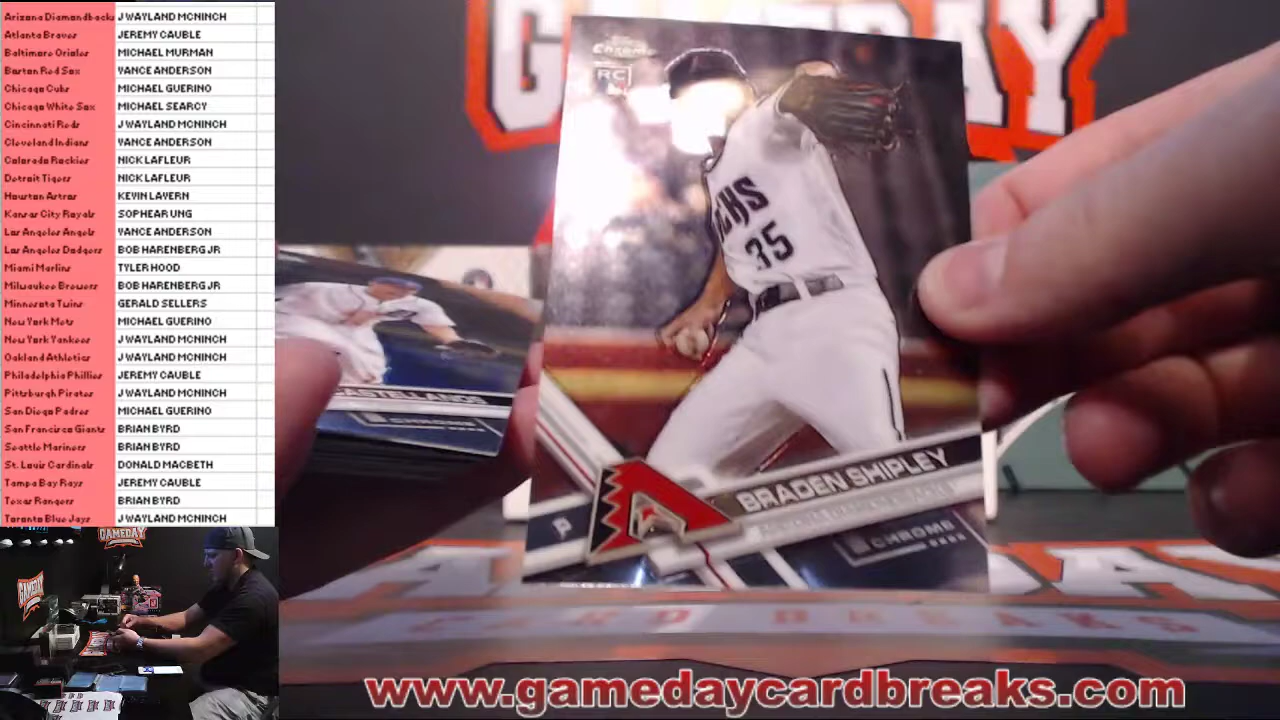 Arizona Diamondbacks J WAYLAND MCNINCH
Atlanta Braves JEREMY CAUBLE
Baltimore Orioles MICHAEL MURMAN
Boston Red Sox VANCE ANDERSON
Chicago Cubs MICHAEL GUERINO
Chicago White Sox MICHAEL SEARCY
Cincinnati Reds J WAYLAND MCNINCH
Cleveland Indians VANCE ANDERSON
Colorado Rockies NICK LAFLEUR
Detroit Tigers NICK LAFLEUR
Houston Astros KEVIN LAVERN
Kansas City Royals SOPHEAR UNG
Los Angeles Angels VANCE ANDERSON
Los Angeles Dodgers BOB HARENBERG JR
Miami Marlins TYLER HOOD
Milwaukee Brewers BOB HARENBERG JR
Minnesota Twins GERALD SELLERS
New York Mets MICHAEL GUERINO
New York Yankees J WAYLAND MCNINCH
Oakland Athletics J WAYLAND MCNINCH
Philadelphia Phillies JEREMY CAUBLE
Pittsburgh Pirates J WAYLAND MCNINCH
San Diego Padres MICHAEL GUERINO
San Francisco Giants BRIAN BYRD
Seattle Mariners BRIAN BYRD
St. Louis Cardinals DONALD MACBETH
Tampa Bay Rays JEREMY CAUBLE
Texas Rangers BRIAN BYRD
Toronto Blue Jays J WAYLAND MCNINCH
Chrome
RC
35
BRADEN SHIPLEY
P
CHROME
CASTELLANOS
CHROME
GAMEDAY
GAMEDAY
CARD BREAKS
www.gamedaycardbreaks.com